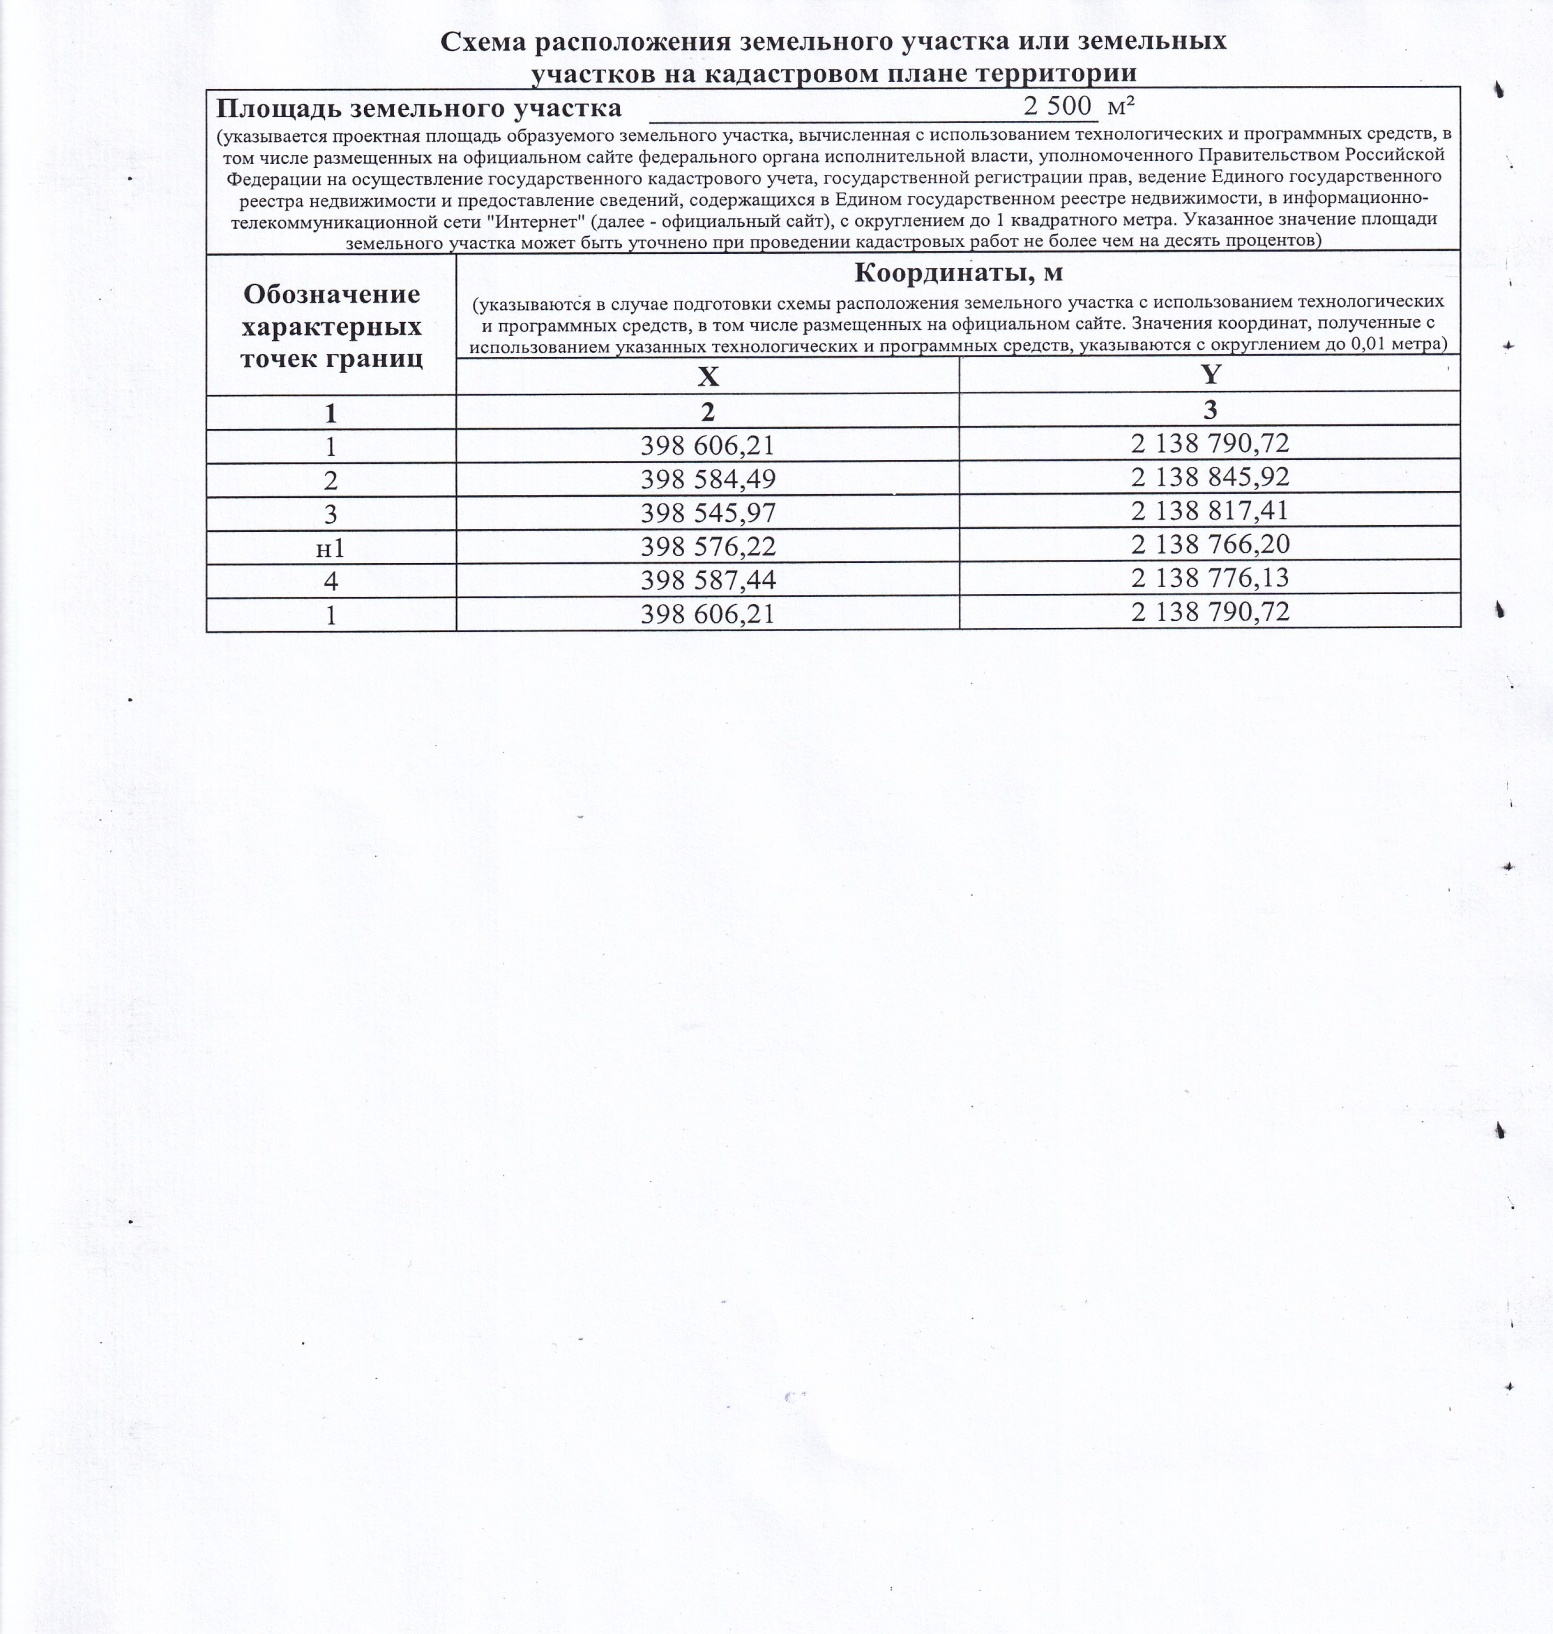 Схема расположения земельного участка или земельных
участков на кадастровом плане территории
Площадь земельного участка 2 500 м²
(указывается проектная площадь образуемого земельного участка, вычисленная с использованием технологических и программных средств, в
том числе размещенных на официальном сайте федерального органа исполнительной власти, уполномоченного Правительством Российской
Федерации на осуществление государственного кадастрового учета, государственной регистрации прав, ведение Единого государственного
реестра недвижимости и предоставление сведений, содержащихся в Едином государственном реестре недвижимости, в информационно-
телекоммуникационной сети "Интернет" (далее - официальный сайт), с округлением до 1 квадратного метра. Указанное значение площади
земельного участка может быть уточнено при проведении кадастровых работ не более чем на десять процентов)
Обозначение
характерных
точек границ
Координаты, м
(указываются в случае подготовки схемы расположения земельного участка с использованием технологических
и программных средств, в том числе размещенных на официальном сайте. Значения координат, полученные с
использованием указанных технологических и программных средств, указываются с округлением до 0,01 метра)
X Y
1 2 3
1 398 606,21 2 138 790,72
2 398 584,49 2 138 845,92
3 398 545,97 2 138 817,41
н1 398 576,22 2 138 766,20
4 398 587,44 2 138 776,13
1 398 606,21 2 138 790,72